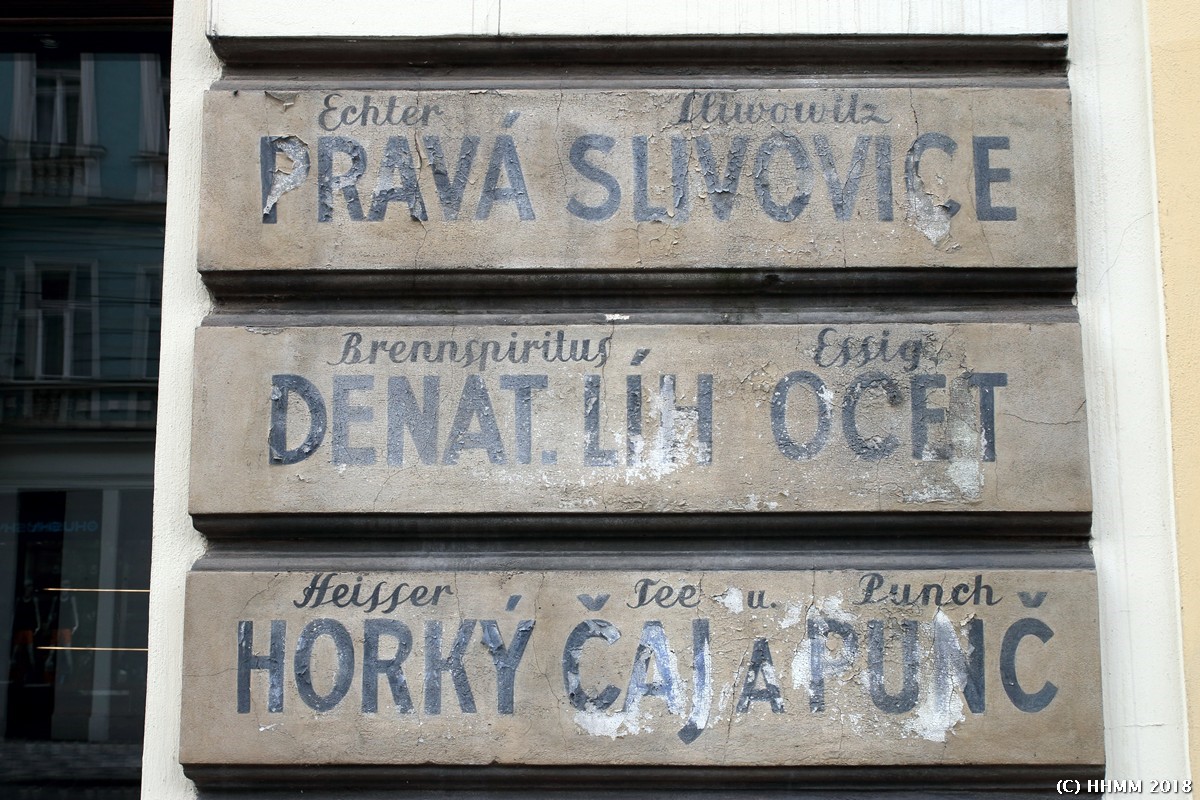 Echter Sliwowitz
PRAVÁ SLIVOVICE
Brennspiritus Essig
DENAT. LÍH OCET
Heisser Tee u. Punch
HORKÝ ČAJ A PUNČ
(C) HHMM 2018